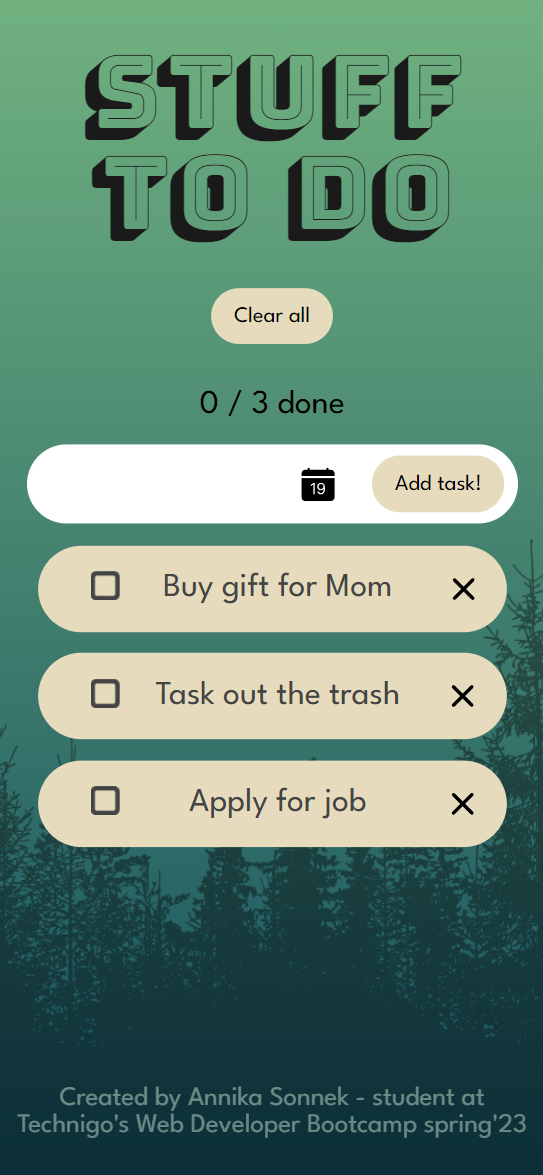 STUFF
TO DO
Clear all
0 / 3 done
19
Add task!
Buy gift for Mom
Task out the trash
Apply for job
Created by Annika Sonnek - student at
Technigo's Web Developer Bootcamp spring'23